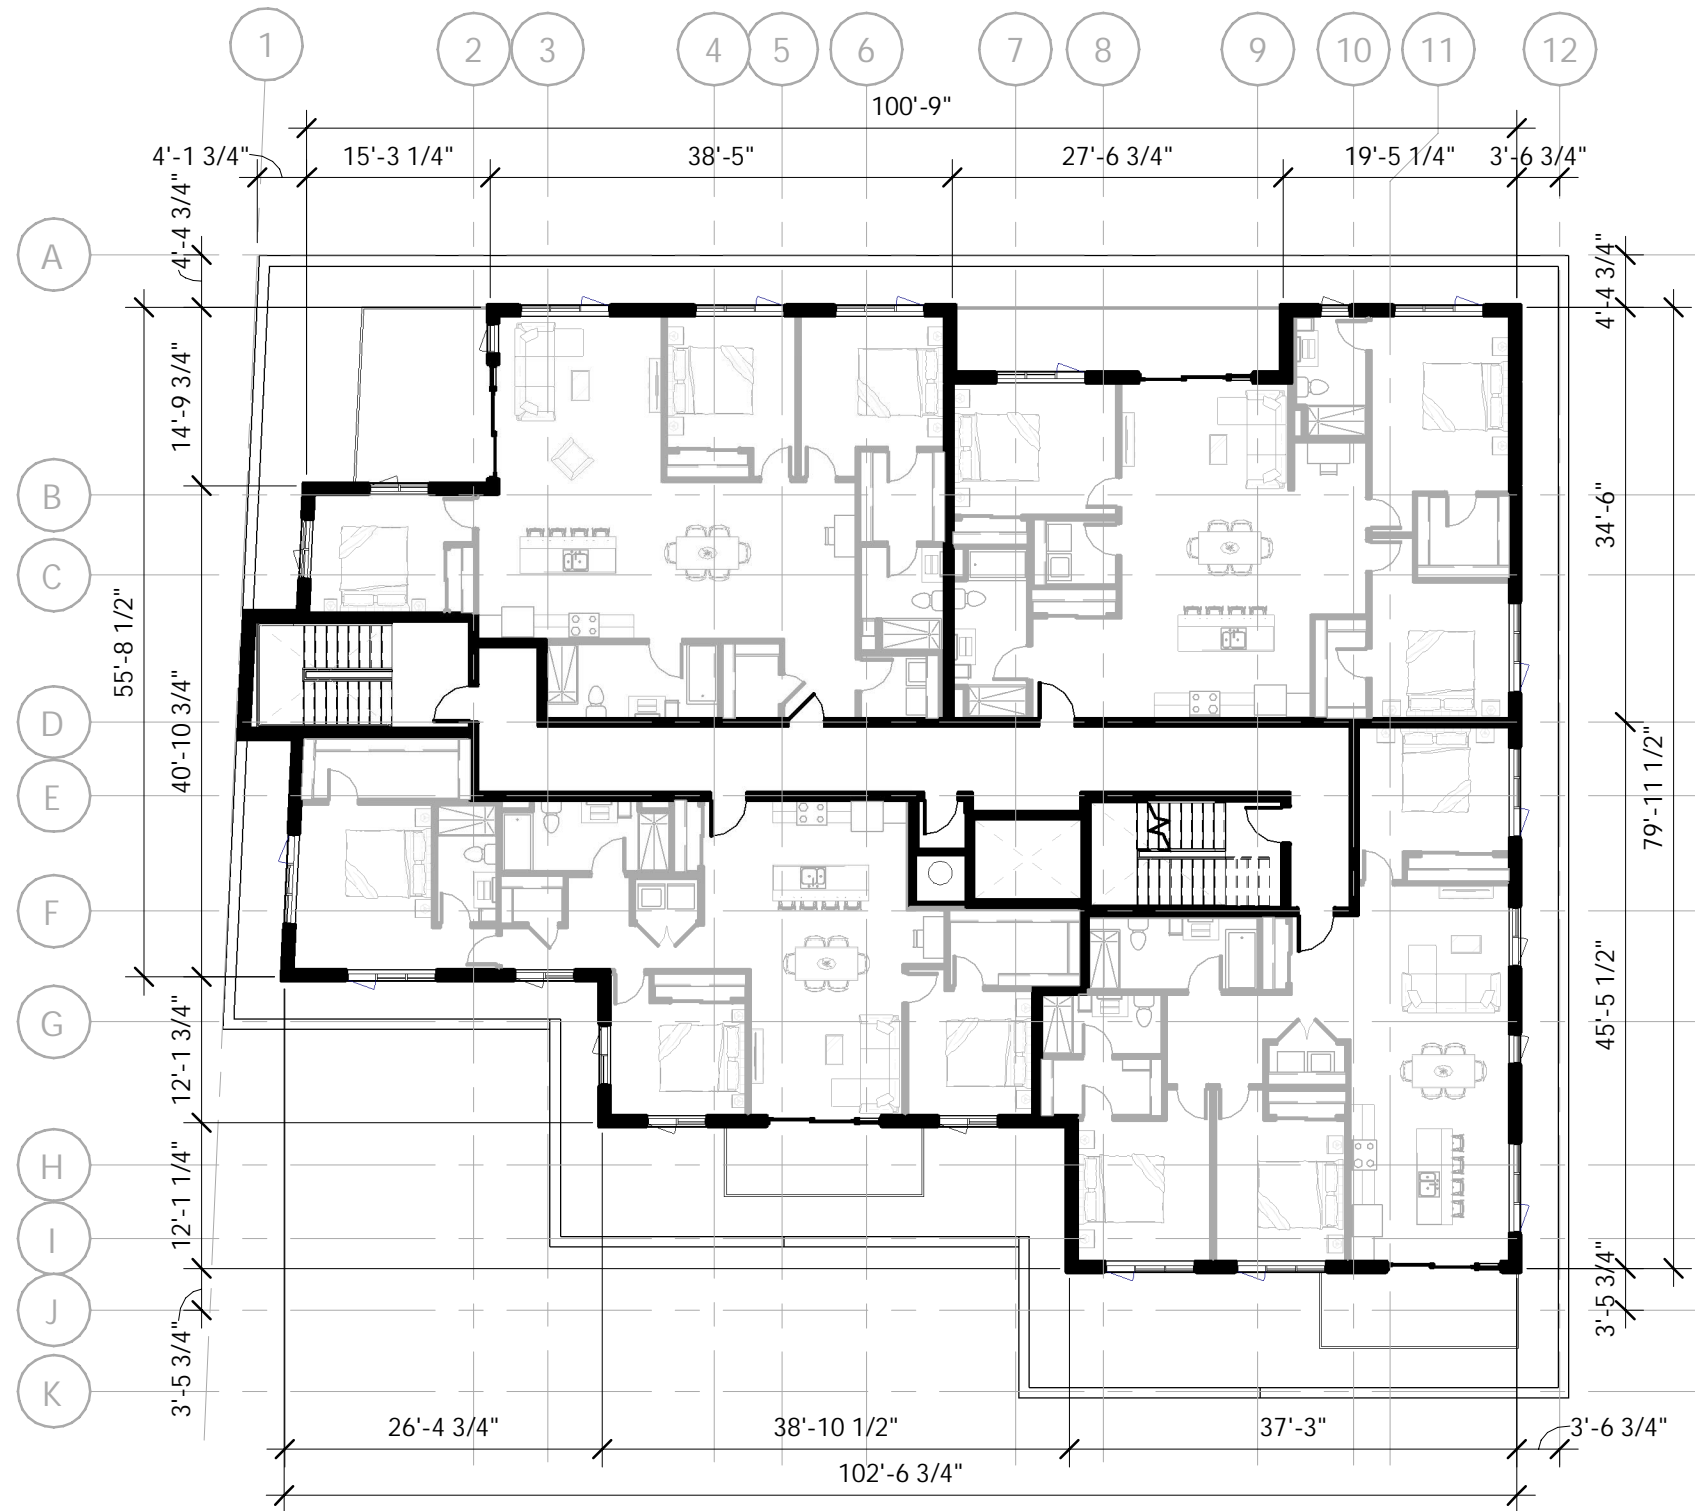 1 2 3 4 5 6 7 8 9 10 11 12
100'-9"
4'-1 3/4" 15'-3 1/4" 38'-5" 27'-6 3/4" 19'-5 1/4" 3'-6 3/4"
4'-4 3/4"
4'-4 3/4"
A
14'-9 3/4"
B
34'-6"
C
55'-8 1/2"
D
40'-10 3/4"
79'-11 1/2"
E
F
45'-5 1/2"
G
12'-1 3/4"
H
12'-1 1/4"
I
3'-5 3/4"
J
3'-5 3/4"
K
26'-4 3/4" 38'-10 1/2" 37'-3" 3'-6 3/4"
102'-6 3/4"